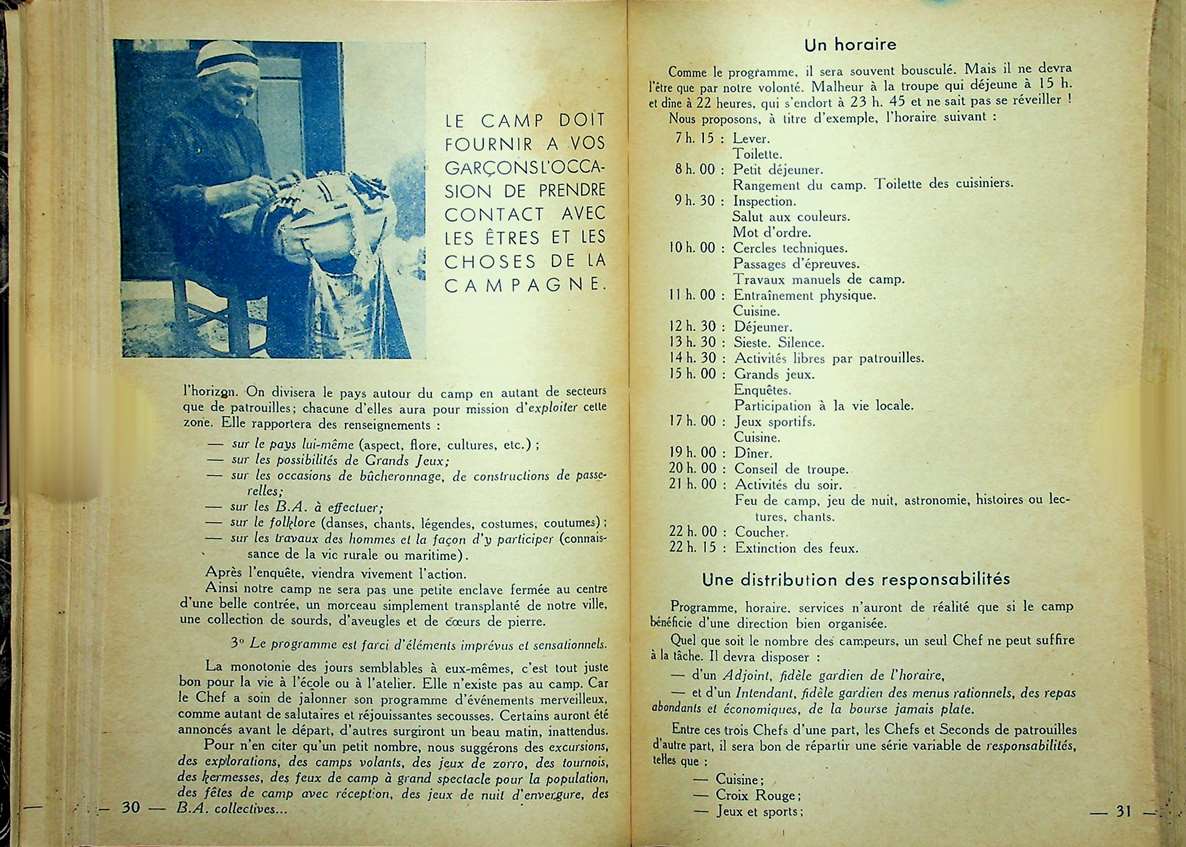 LE CAMP DOIT
FOURNIR A VOS
GARÇONS L'OCCA-
SION DE PRENDRE
CONTACT AVEC
LES ÊTRES ET LES
CHOSES DE LA
CAMPAGNE.
l'horizon. On divisera le pays autour du camp en autant de secteurs
que de patrouilles; chacune d'elles aura pour mission d'exploiter cette
zone. Elle rapportera des renseignements :
— sur le pays lui-même (aspect, flore, cultures, etc.) ;
— sur les possibilités de Grands Jeux;
— sur les occasions de bûcheronnage, de constructions de passe-
relles;
— sur les B.A. à effectuer;
— sur le folklore (danses, chants, légendes, costumes, coutumes) ;
— sur les travaux des hommes et la façon d'y participer (connais-
sance de la vie rurale ou maritime).
Après l'enquête, viendra vivement l'action.
Ainsi notre camp ne sera pas une petite enclave fermée au centre
d'une belle contrée, un morceau simplement transplanté de notre ville,
une collection de sourds, d'aveugles et de cœurs de pierre.
3° Le programme est farci d'éléments imprévus et sensationnels.
La monotonie des jours semblables à eux-mêmes, c'est tout juste
bon pour la vie à l'école ou à l'atelier. Elle n'existe pas au camp. Car
le Chef a soin de jalonner son programme d'événements merveilleux,
comme autant de salutaires et réjouissantes secousses. Certains auront été
annoncés avant le départ, d'autres surgiront un beau matin, inattendus.
Pour n'en citer qu'un petit nombre, nous suggérons des excursions,
des explorations, des camps volants, des jeux de zorro, des tournois,
des kermesses, des feux de camp à grand spectacle pour la population,
des fêtes de camp avec réception, des jeux de nuit d'envergure, des
B.A. collectives...
— 30 —
Un horaire
Comme le programme, il sera souvent bousculé. Mais il ne devra
l'être que par notre volonté. Malheur à la troupe qui déjeune à 15 h.
et dîne à 22 heures, qui s'endort à 23 h. 45 et ne sait pas se réveiller !
Nous proposons, à titre d'exemple, l'horaire suivant :
7 h. 15 : Lever.
Toilette.
8 h. 00 : Petit déjeuner.
Rangement du camp. Toilette des cuisiniers.
9 h. 30 : Inspection.
Salut aux couleurs.
Mot d'ordre.
10 h. 00 : Cercles techniques.
Passages d'épreuves.
Travaux manuels de camp.
11 h. 00 : Entraînement physique.
Cuisine.
12 h. 30 : Déjeuner.
13 h. 30 : Sieste. Silence.
14 h. 30 : Activités libres par patrouilles.
15 h. 00 : Grands jeux.
Enquêtes.
Participation à la vie locale.
17 h. 00 : Jeux sportifs.
Cuisine.
19 h. 00 : Dîner.
20 h. 00 : Conseil de troupe.
21 h. 00 : Activités du soir.
Feu de camp, jeu de nuit, astronomie, histoires ou lec-
tures, chants.
22 h. 00 : Coucher.
22 h. 15 : Extinction des feux.
Une distribution des responsabilités
Programme, horaire. services n'auront de réalité que si le camp
bénéficie d'une direction bien organisée.
Quel que soit le nombre des campeurs, un seul Chef ne peut suffire
à la tâche. Il devra disposer :
— d'un Adjoint, fidèle gardien de l'horaire,
— et d'un Intendant, fidèle gardien des menus rationnels, des repas
abondants et économiques, de la bourse jamais plate.
Entre ces trois Chefs d'une part, les Chefs et Seconds de patrouilles
d'autre part, il sera bon de répartir une série variable de responsabilités,
telles que :
— Cuisine ;
— Croix Rouge ;
— Jeux et sports ;
— 31 —